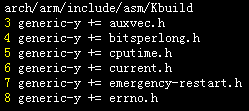 arch/arm/include/asm/Kbuild
3 generic-y += auxvec.h
4 generic-y += bitsperlong.h
5 generic-y += cputime.h
6 generic-y += current.h
7 generic-y += emergency-restart.h
8 generic-y += errno.h